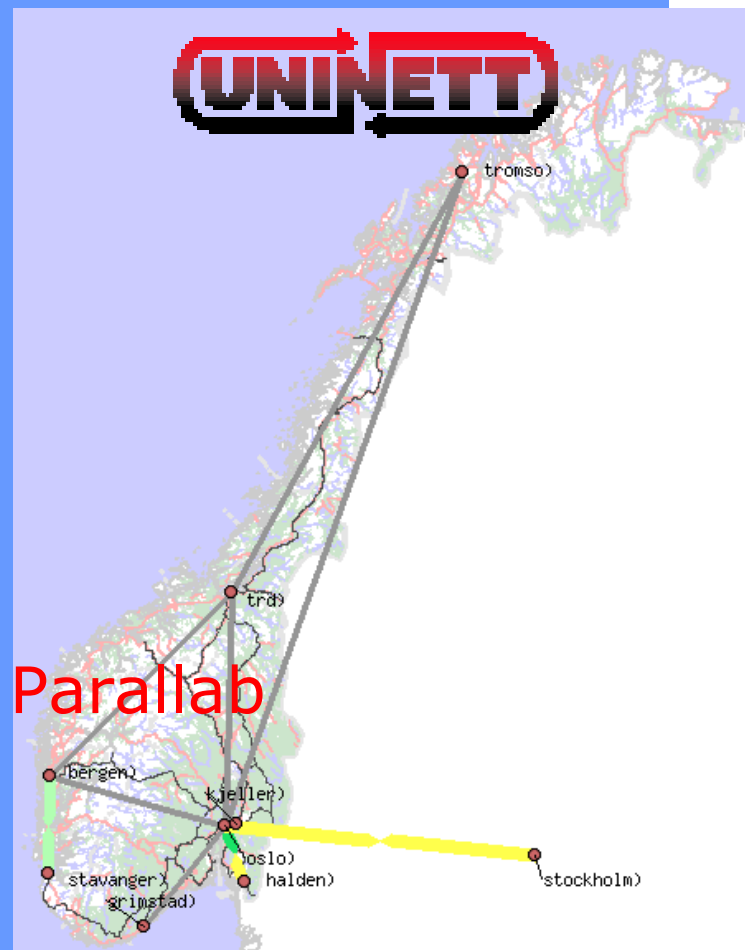 UNINETT
tromso)
trd)
Parallab
bergen)
kjeller)
oslo)
stavanger)
halden)
stockholm)
grimstad)